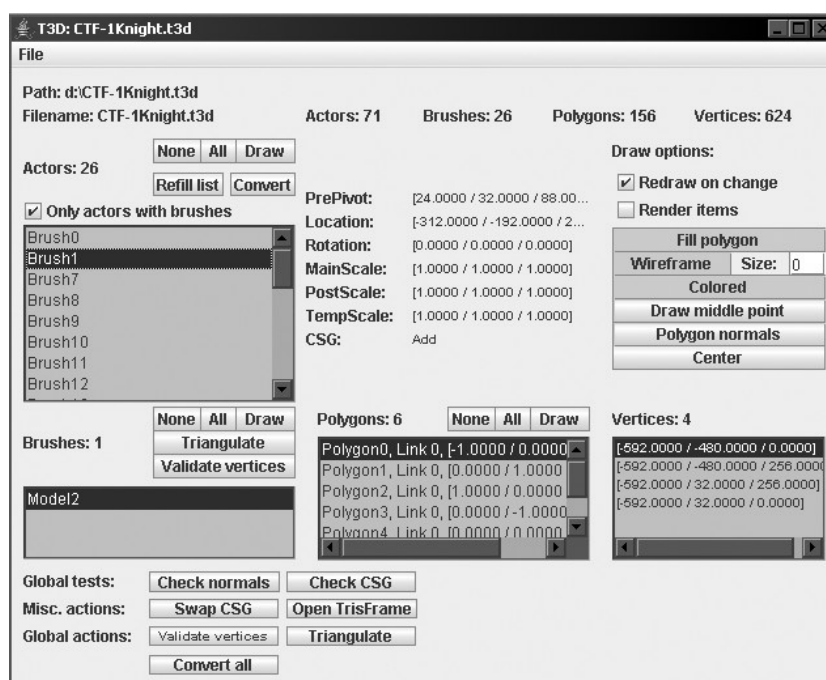 T3D: CTF-1Knight.t3d
File
Path: d:\CTF-1Knight.t3d
Filename: CTF-1Knight.t3d Actors: 71 Brushes: 26 Polygons: 156 Vertices: 624
None All Draw Draw options:
Actors: 26
Refill list Convert Redraw on change
Only actors with brushes PrePivot: [24.0000 / 32.0000 / 88.00... Render items
Brush0 Location: [-312.0000 / -192.0000 / 2...
Brush1 Rotation: [0.0000 / 0.0000 / 0.0000] Fill polygon
Brush7 MainScale: [1.0000 / 1.0000 / 1.0000] Wireframe Size: 0
Brush8 PostScale: [1.0000 / 1.0000 / 1.0000] Colored
Brush9 TempScale: [1.0000 / 1.0000 / 1.0000] Draw middle point
Brush10 CSG: Add Polygon normals
Brush11 Center
Brush12
None All Draw Polygons: 6 None All Draw Vertices: 4
Brushes: 1 Triangulate
Validate vertices
Polygon0, Link 0, [-1.0000 / 0.0000 [-592.0000 / -480.0000 / 0.0000]
Polygon1, Link 0, [0.0000 / 1.0000 [-592.0000 / -480.0000 / 256.0000
Model2 Polygon2, Link 0, [1.0000 / 0.0000 [-592.0000 / 32.0000 / 256.0000]
Polygon3, Link 0, [0.0000 / -1.0000 [-592.0000 / 32.0000 / 0.0000]
Polygon4, Link 0, [0.0000 / 0.0000
Global tests: Check normals Check CSG
Misc. actions: Swap CSG Open TrisFrame
Global actions: Validate vertices Triangulate
Convert all